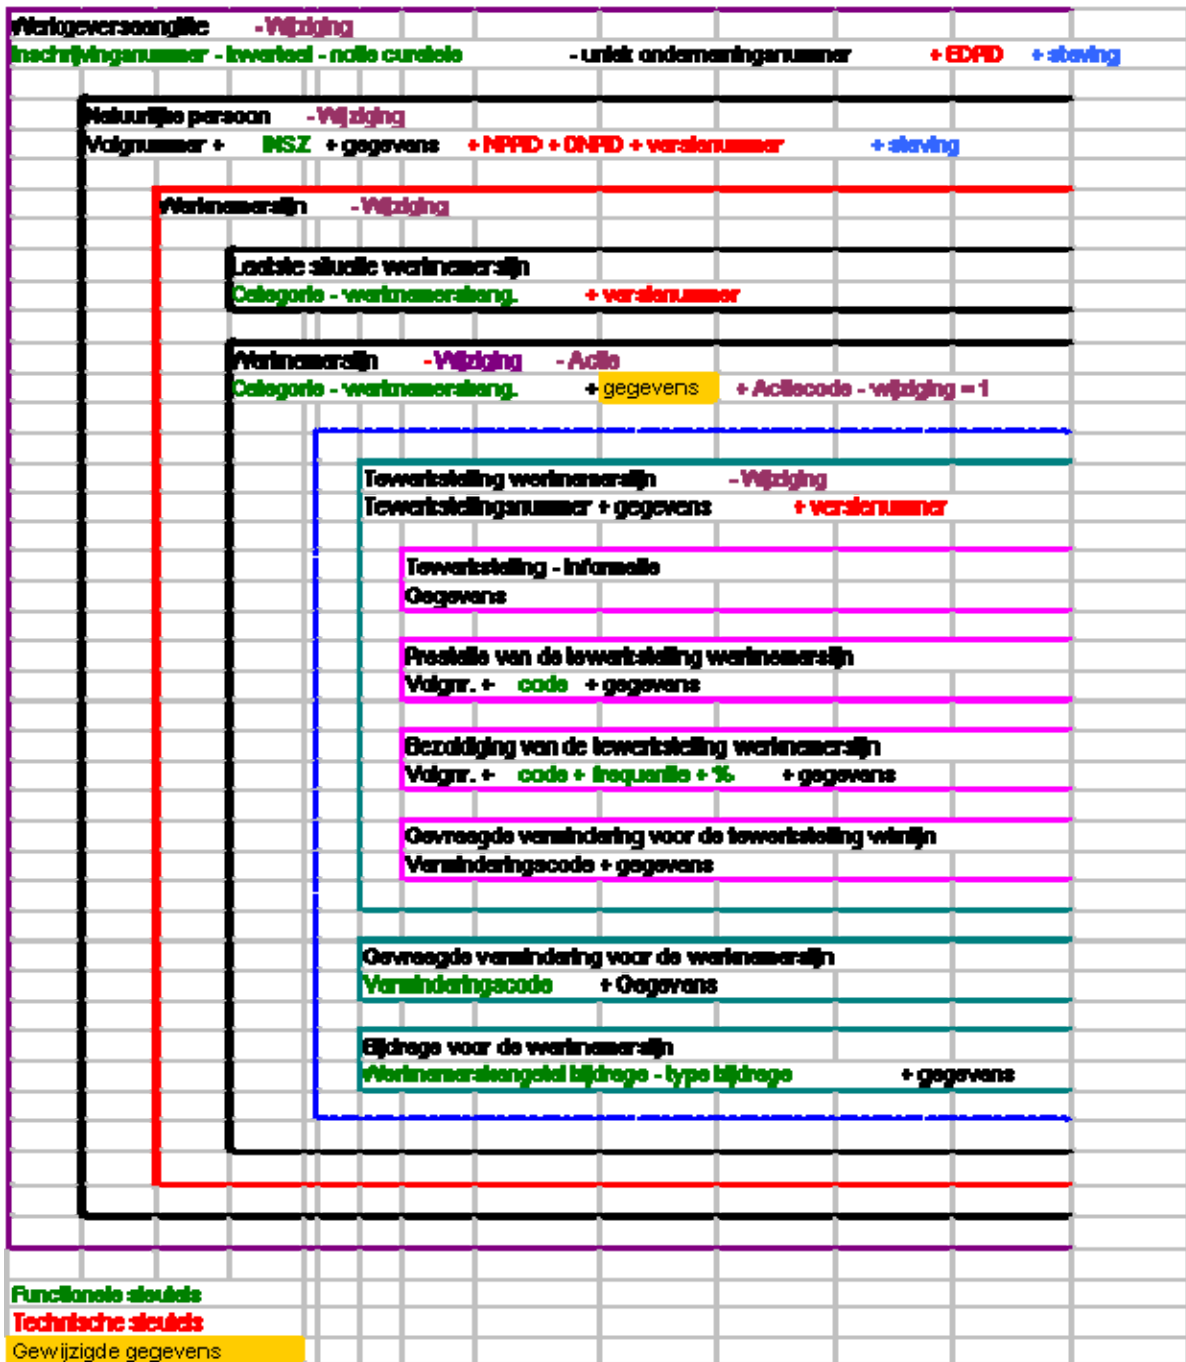 Werkgeversaangifte - Wijziging
Inschrijvingsnummer - kwartaal - notie curatele - uniek ondernemingsnummer + EDPID + staving
Natuurlijke persoon - Wijziging
Volgnummer + INSZ + gegevens + NPPID + ONPID + versienummer + staving
Werknemerslijn - Wijziging
Laatste situatie werknemerslijn
Categorie - werknemerskeng. + versienummer
Werknemerslijn - Wijziging - Actie
Categorie - werknemerskeng. + gegevens + Actiecode - wijziging = 1
Tewerkstelling werknemerslijn - Wijziging
Tewerkstellingsnummer + gegevens + versienummer
Tewerkstelling - informatie
Gegevens
Prestatie van de tewerkstelling werknemerslijn
Volgnr. + code + gegevens
Bezoldiging van de tewerkstelling werknemerslijn
Volgnr. + code + frequentie + % + gegevens
Gevraagde vermindering voor de tewerkstelling wknlijn
Verminderingscode + gegevens
Gevraagde vermindering voor de werknemerslijn
Verminderingscode + Gegevens
Bijdrage voor de werknemerslijn
Werknemerskengetal bijdrage - type bijdrage + gegevens
Functionele sleutels
Technische sleutels
Gewijzigde gegevens